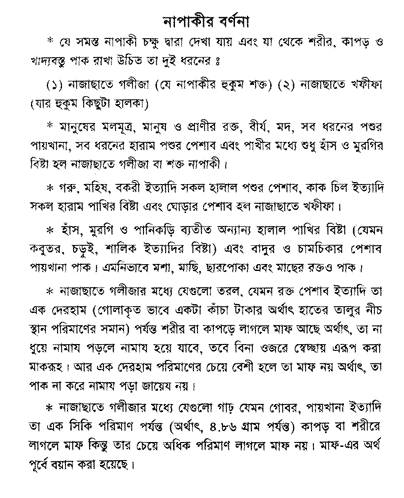 নাপাকীর বর্ণনা
* যে সমস্ত নাপাকী চক্ষু দ্বারা দেখা যায় এবং যা থেকে শরীর, কাপড় ও
খাদ্যবস্তু পাক রাখা উচিত তা দুই ধরনের ঃ
(১) নাজাছাতে গলীজা (যে নাপাকীর হুকুম শক্ত) (২) নাজাছাতে খফীফা
(যার হুকুম কিছুটা হালকা)
* মানুষের মলমূত্র, মানুষ ও প্রাণীর রক্ত, বীর্য, মদ, সব ধরনের পশুর
পায়খানা, সব ধরনের হারাম পশুর পেশাব এবং পাখীর মধ্যে শুধু হাঁস ও মুরগির
বিষ্টা হল নাজাছাতে গলীজা বা শক্ত নাপাকী।
* গরু, মহিষ, বকরী ইত্যাদি সকল হালাল পশুর পেশাব, কাক চিল ইত্যাদি
সকল হারাম পাখির বিষ্টা এবং ঘোড়ার পেশাব হল নাজাছাতে খফীফা।
* হাঁস, মুরগি ও পানিকড়ি ব্যতীত অন্যান্য হালাল পাখির বিষ্টা (যেমন
কবুতর, চড়ুই, শালিক ইত্যাদির বিষ্টা) এবং বাদুর ও চামচিকার পেশাব
পায়খানা পাক। এমনিভাবে মশা, মাছি, ছারপোকা এবং মাছের রক্তও পাক।
* নাজাছাতে গলীজার মধ্যে যেগুলো তরল, যেমন রক্ত পেশাব ইত্যাদি তা
এক দেরহাম (গোলাকৃত ভাবে একটা কাঁচা টাকার অর্থাৎ হাতের তালুর নীচ
স্থান পরিমাণের সমান) পর্যন্ত শরীর বা কাপড়ে লাগলে মাফ আছে অর্থাৎ, তা না
ধুয়ে নামায পড়লে নামায হয়ে যাবে, তবে বিনা ওজরে স্বেচ্ছায় এরূপ করা
মাকরূহ। আর এক দেরহাম পরিমাণের চেয়ে বেশী হলে তা মাফ নয় অর্থাৎ, তা
পাক না করে নামায পড়া জায়েয নয়।
* নাজাছাতে গলীজার মধ্যে যেগুলো গাঢ় যেমন গোবর, পায়খানা ইত্যাদি
তা এক সিকি পরিমাণ পর্যন্ত (অর্থাৎ, ৪.৮৬ গ্রাম পর্যন্ত) কাপড় বা শরীরে
লাগলে মাফ কিন্তু তার চেয়ে অধিক পরিমাণ লাগলে মাফ নয়। মাফ-এর অর্থ
পূর্বে বয়ান করা হয়েছে।